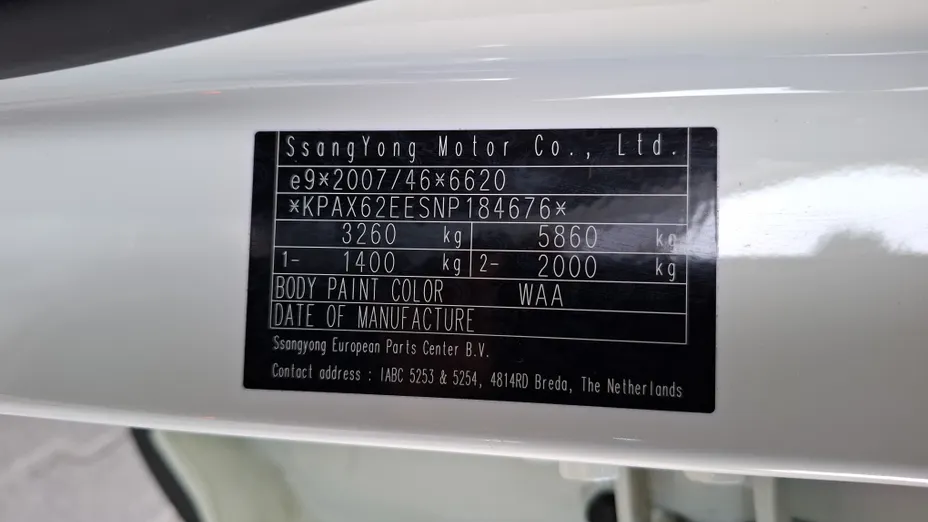 SsangYong Motor Co., Ltd.
e9*2007/46*6620
*KPAX62EESNP184676*
3260 kg 5860 kg
1- 1400 kg 2- 2000 kg
BODY PAINT COLOR WAA
DATE OF MANUFACTURE
Ssangyong European Parts Center B.V.
Contact address : IABC 5253 & 5254, 4814RD Breda, The Netherlands